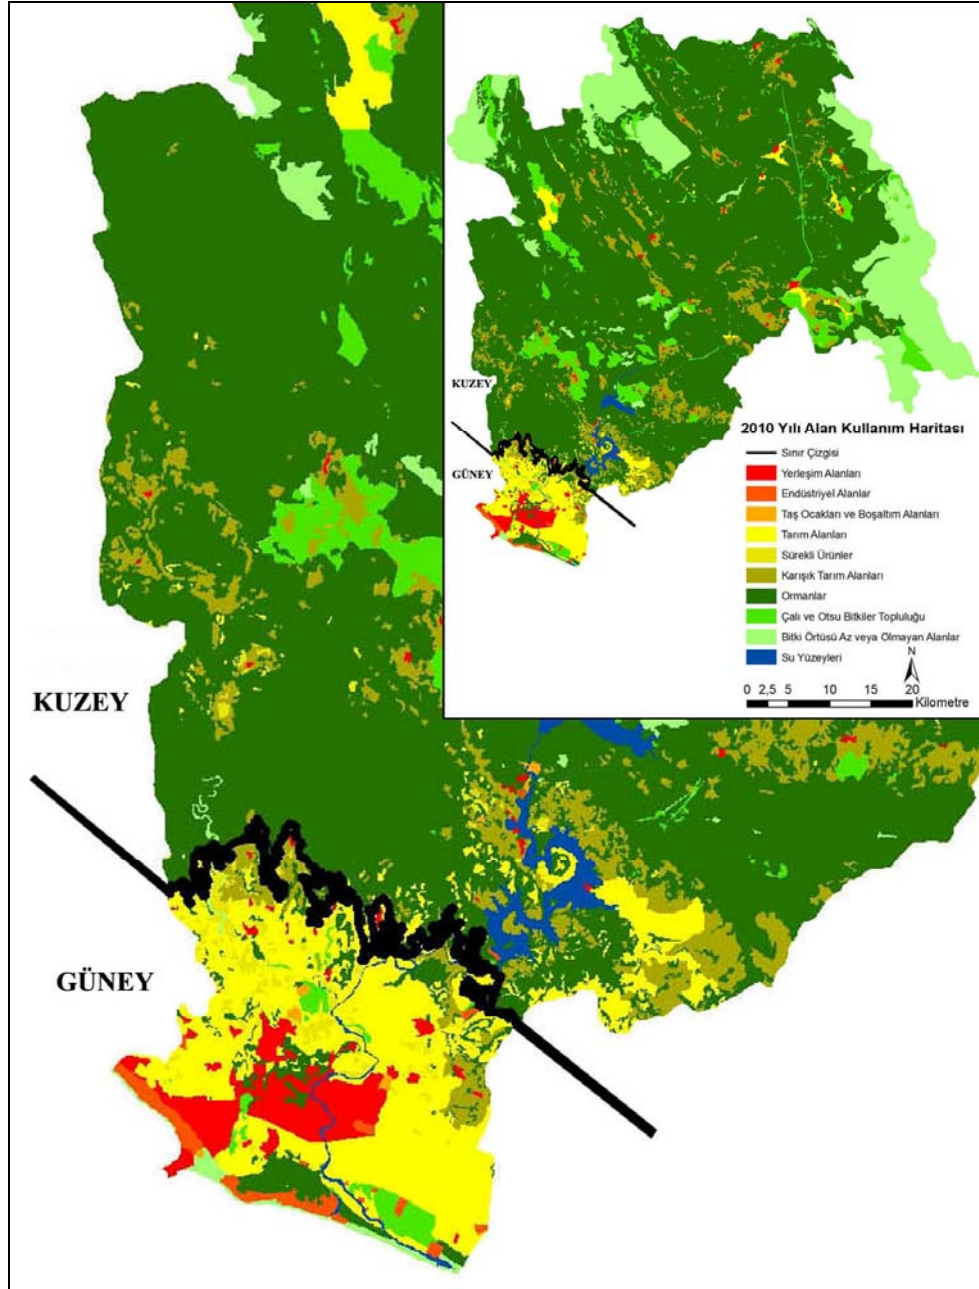 KUZEY
GÜNEY
2010 Yılı Alan Kullanım Haritası
Sınır Çizgisi
Yerleşim Alanları
Endüstriyel Alanlar
Taş Ocakları ve Boşaltım Alanları
Tarım Alanları
Sürekli Ürünler
Karışık Tarım Alanları
Ormanlar
Çalı ve Otsu Bitkiler Topluluğu
Bitki Örtüsü Az veya Olmayan Alanlar
Su Yüzeyleri
N
0 2,5 5 10 15 20
Kilometre
KUZEY
GÜNEY